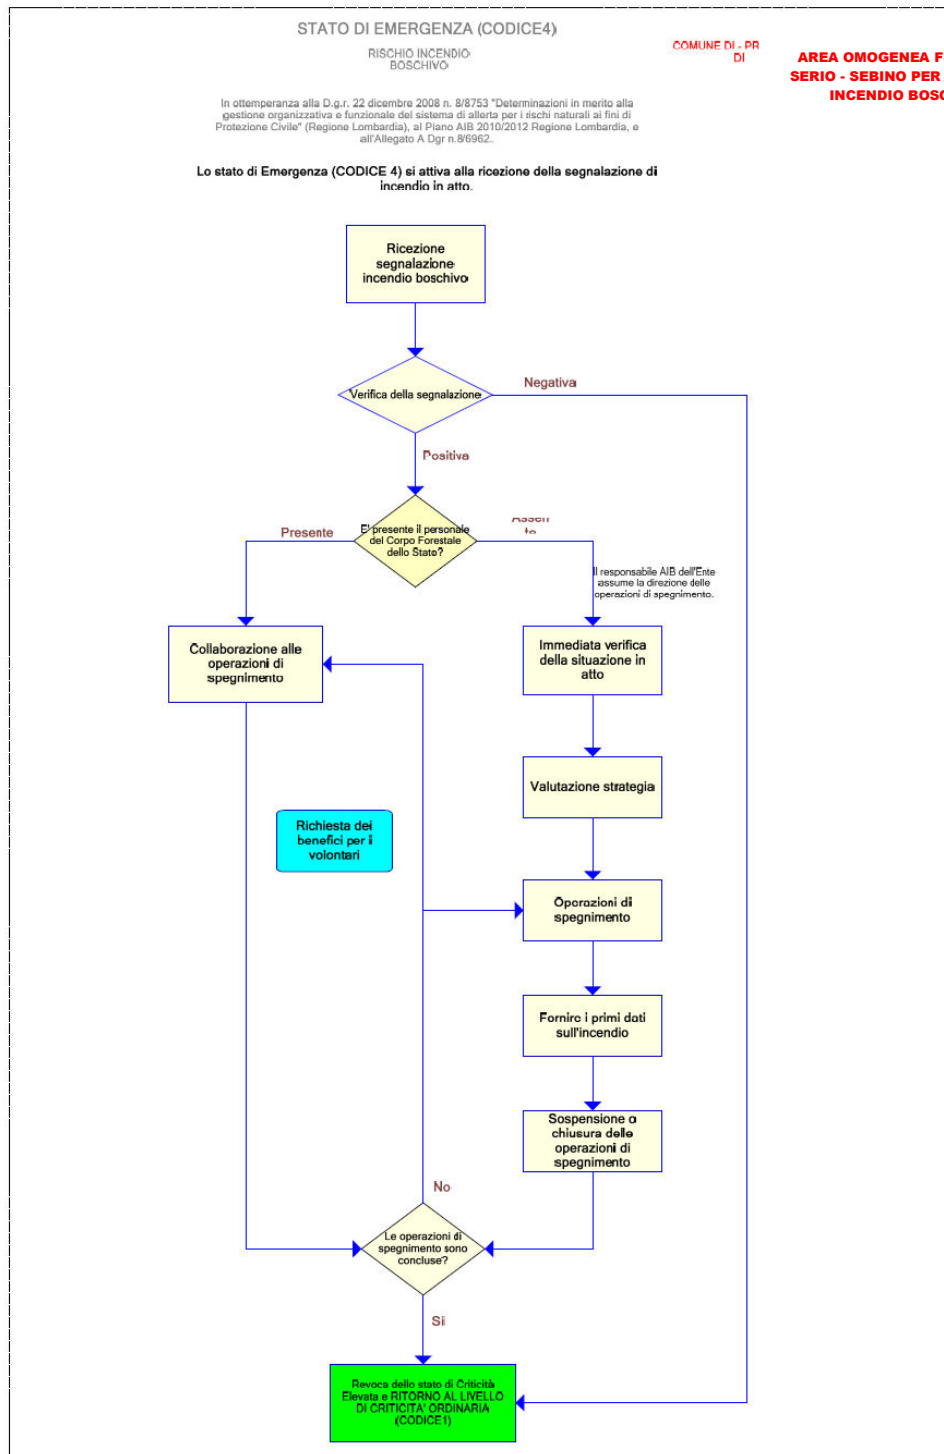 STATO DI EMERGENZA (CODICE4)
RISCHIO INCENDIO
BOSCHIVO
COMUNE DI - PR
DI
AREA OMOGENEA F
SERIO - SEBINO PER
INCENDIO BOSC
In ottemperanza alla D.g.r. 22 dicembre 2008 n. 8/8753 "Determinazioni in merito alla
gestione organizzativa e funzionale del sistema di allerta per i rischi naturali ai fini di
Protezione Civile" (Regione Lombardia), al Piano AIB 2010/2012 Regione Lombardia, e
all'Allegato A Dgr n.8/6962.
Lo stato di Emergenza (CODICE 4) si attiva alla ricezione della segnalazione di
incendio in atto.
Ricezione
segnalazione
incendio boschivo
Verifica della segnalazione
Negativa
Positiva
E' presente il personale
del Corpo Forestale
dello Stato?
Presente
Assen
to
Il responsabile AIB dell'Ente
assume la direzione delle
operazioni di spegnimento.
Collaborazione alle
operazioni di
spegnimento
Immediata verifica
della situazione in
atto
Valutazione strategia
Richiesta dei
benefici per i
volontari
Operazioni di
spegnimento
Fornire i primi dati
sull'incendio
Sospensione o
chiusura delle
operazioni di
spegnimento
No
Le operazioni di
spegnimento sono
concluse?
Si
Revoca dello stato di Criticità
Elevata e RITORNO AL LIVELLO
DI CRITICITA' ORDINARIA
(CODICE1)